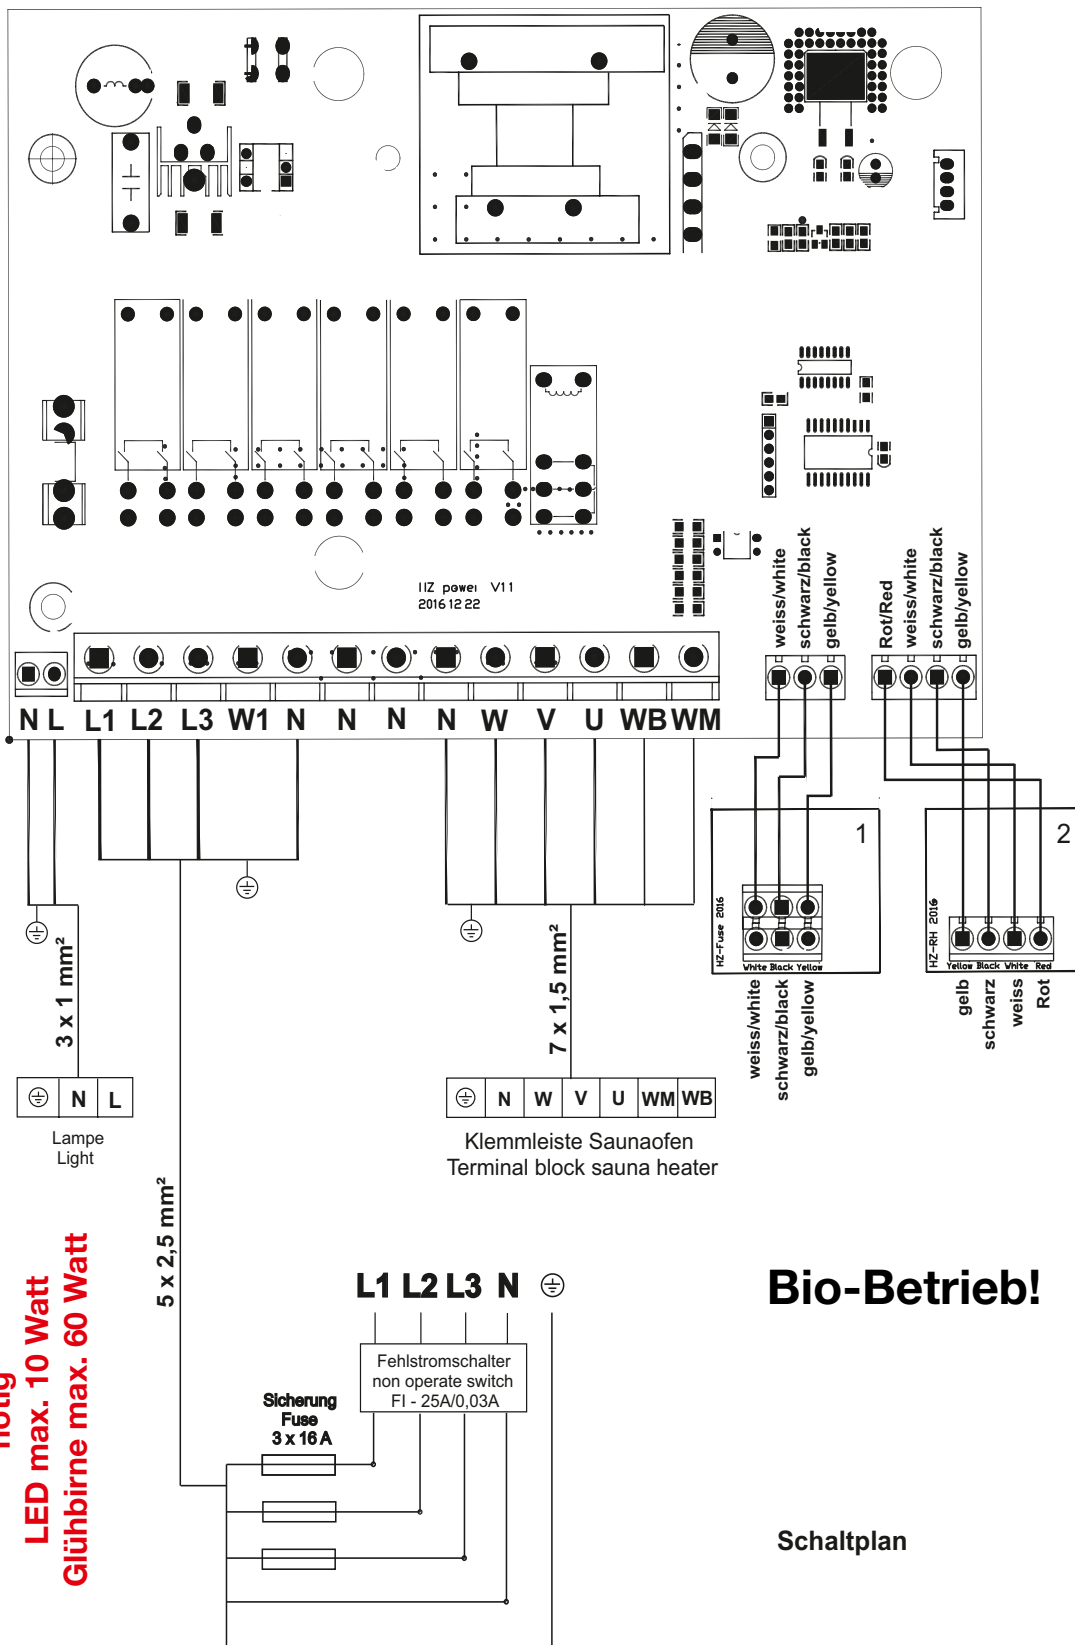 IIZ power V11
2016 12 22
weiss/white
schwarz/black
gelb/yellow
Rot/Red
weiss/white
schwarz/black
gelb/yellow
N L L1 L2 L3 W1 N N N N W V U WB WM
1
2
HZ-Fuse 2016
White Black Yellow
HZ-RH 2016
Yellow Black White Red
weiss/white
schwarz/black
gelb/yellow
gelb
schwarz
weiss
Rot
3 x 1 mm²
7 x 1,5 mm²
N L
Lampe
Light
N W V U WM WB
Klemmleiste Saunaofen
Terminal block sauna heater
5 x 2,5 mm²
nötig
LED max. 10 Watt
Glühbirne max. 60 Watt
L1 L2 L3 N
Fehlstromschalter
non operate switch
FI - 25A/0,03A
Sicherung
Fuse
3 x 16 A
Bio-Betrieb!
Schaltplan